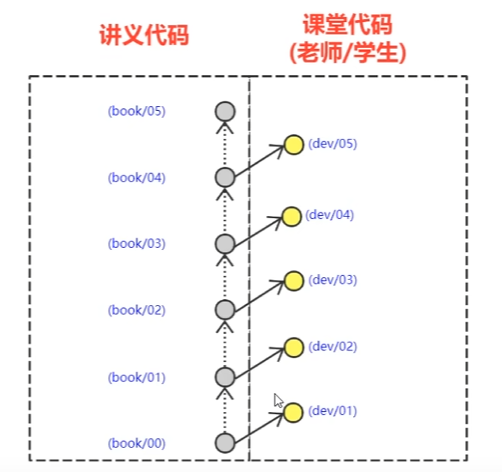 讲义代码
课堂代码
(老师/学生)
(book/05)
(dev/05)
(book/04)
(dev/04)
(book/03)
(dev/03)
(book/02)
(dev/02)
(book/01)
(dev/01)
(book/00)